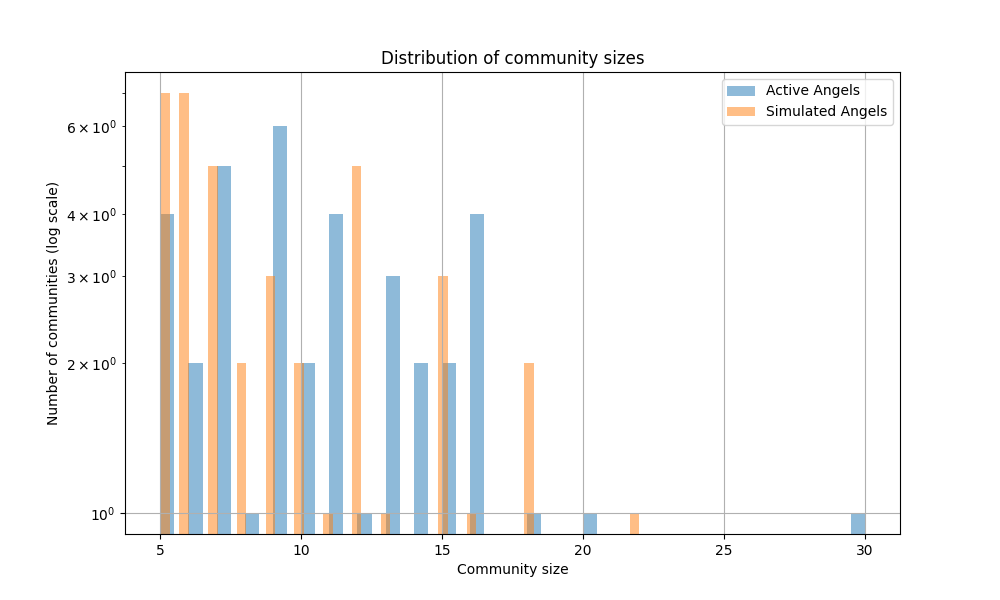 Distribution of community sizes
Active Angels
Simulated Angels
Number of communities (log scale)
6 × 10⁰
4 × 10⁰
3 × 10⁰
2 × 10⁰
10⁰
5 10 15 20 25 30
Community size